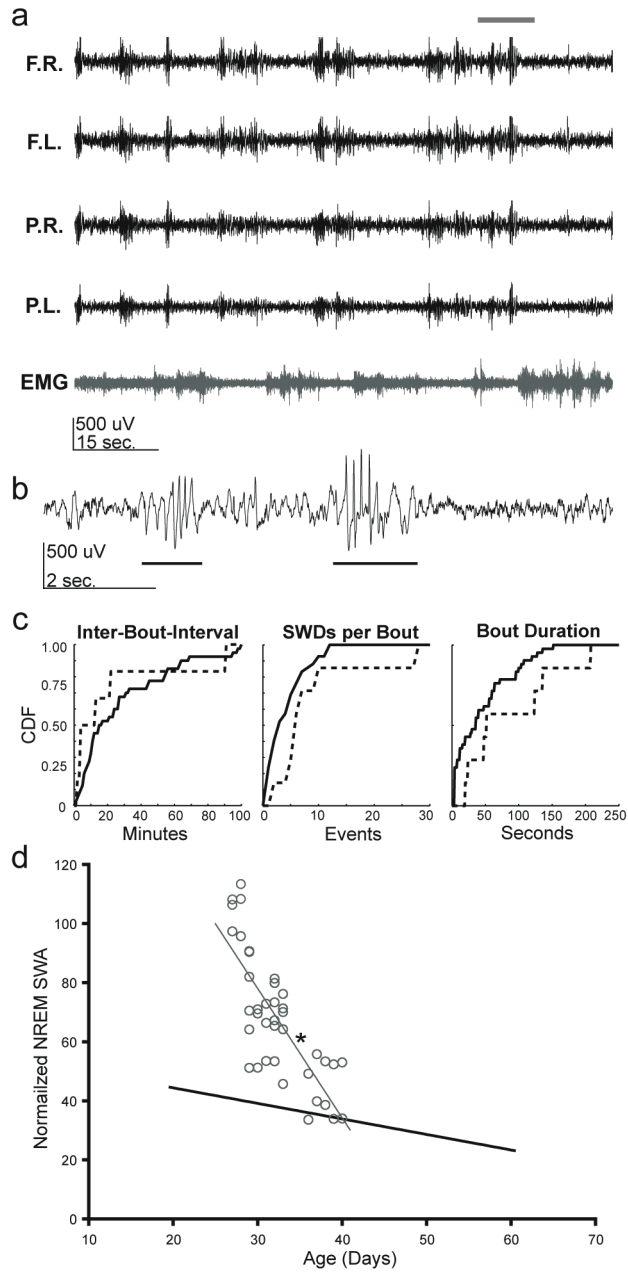 a
F.R.
F.L.
P.R.
P.L.
EMG
500 uV
15 sec.
b
500 uV
2 sec.
c
Inter-Bout-Interval SWDs per Bout Bout Duration
1.00
0.75
0.50
0.25
0
CDF
0 20 40 60 80 100
Minutes
0 10 20 30
Events
0 50 100 150 200 250
Seconds
d
120
100
80
60
40
20
0
Normailzed NREM SWA
*
10 20 30 40 50 60 70
Age (Days)